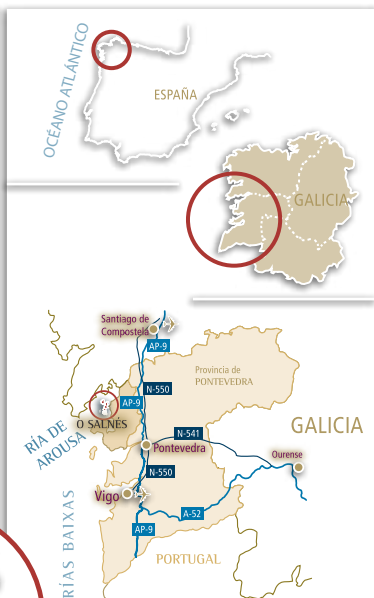 OCÉANO ATLÁNTICO
ESPAÑA
GALICIA
Santiago de
Compostela
AP-9
Provincia de
PONTEVEDRA
N-550
AP-9
O SALNÉS
RÍA DE
AROUSA
N-541
GALICIA
Pontevedra
Ourense
N-550
Vigo
A-52
AP-9
RÍAS BAIXAS
PORTUGAL